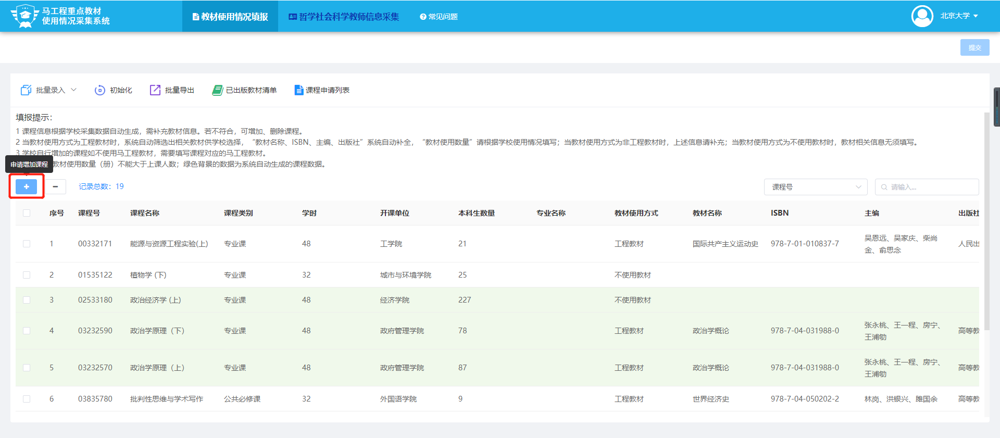 马工程重点教材
使用情况采集系统
教材使用情况填报
哲学社会科学教师信息采集
常见问题
北京大学
提交
批量录入
初始化
批量导出
已出版教材清单
课程申请列表
填报提示：
1 课程信息根据学校采集数据自动生成，需补充教材信息。若不符合，可增加、删除课程。
2 当教材使用方式为工程教材时，系统自动筛选出相关教材供学校选择，“教材名称、ISBN、主编、出版社”系统自动补全，“教材使用数量”请根据学校使用情况填写；当教材使用方式为非工程教材时，上述信息请补充；当教材使用方式为不使用教材时，教材相关信息无须填写。
3 学校自行增加的课程如不使用马工程教材，需要填写课程对应的马工程教材。
申请增加课程
教材使用数量（册）不能大于上课人数；绿色背景的数据为系统自动生成的课程数据。
记录总数：19
课程号
请输入...
序号 课程号 课程名称 课程类别 学时 开课单位 本科生数量 专业名称 教材使用方式 教材名称 ISBN 主编 出版社
1 00332171 能源与资源工程实验(上) 专业课 48 工学院 21 工程教材 国际共产主义运动史 978-7-01-010837-7 吴恩远、吴家庆、柴尚 人民出
金、俞思念
2 01535122 植物学 (下) 专业课 32 城市与环境学院 25 不使用教材
3 02533180 政治经济学 (上) 专业课 48 经济学院 227 不使用教材
4 03232590 政治学原理（下） 专业课 48 政府管理学院 78 工程教材 政治学概论 978-7-04-031988-0 张永桃、王一程、房宁、 高等教
王浦劬
5 03232570 政治学原理（上） 专业课 48 政府管理学院 87 工程教材 政治学概论 978-7-04-031988-0 张永桃、王一程、房宁、 高等教
王浦劬
6 03835780 批判性思维与学术写作 公共必修课 32 外国语学院 9 工程教材 世界经济史 978-7-04-050202-2 林岗、洪银兴、雎国余 高等教